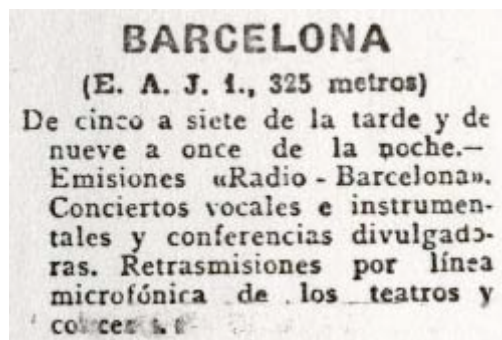 BARCELONA
(E. A. J. 1., 325 metros)
De cinco a siete de la tarde y de
nueve a once de la noche.—
Emisiones «Radio - Barcelona».
Conciertos vocales e instrumen-
tales y conferencias divulgado-
ras. Retrasmisiones por línea
microfónica de los teatros y